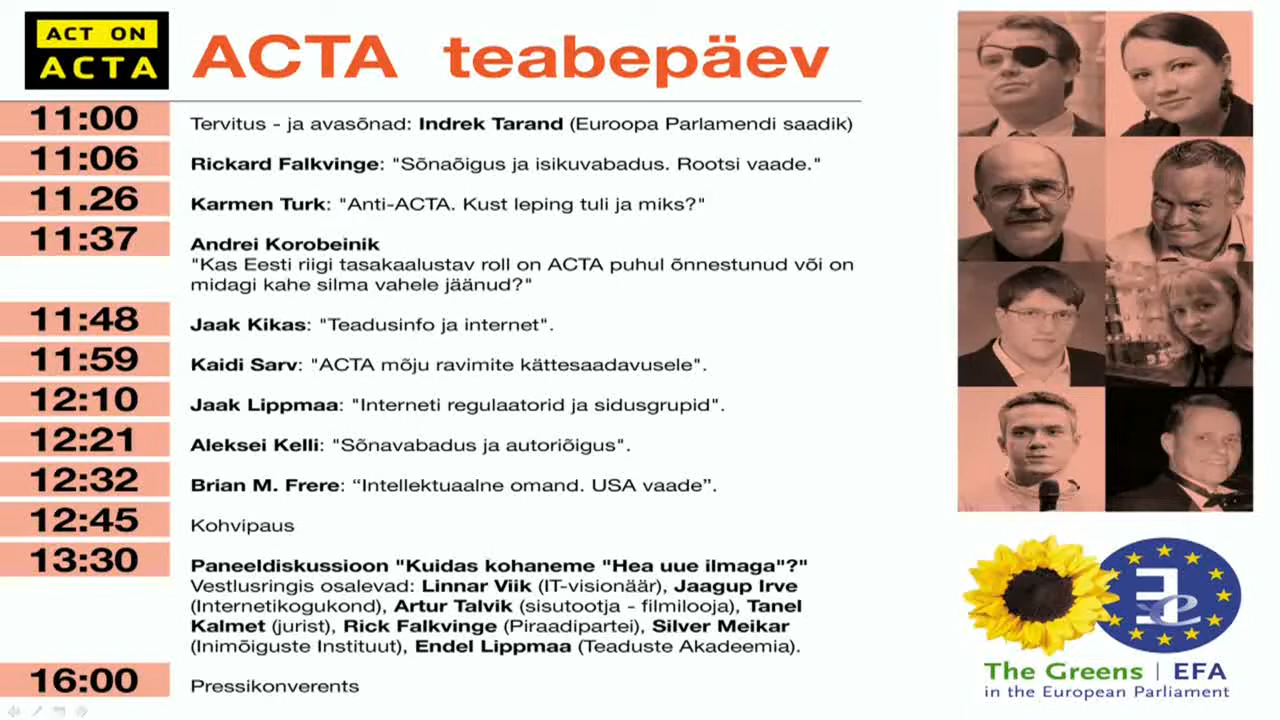 ACT ON
ACTA
ACTA teabepäev
11:00
Tervitus - ja avasõnad: Indrek Tarand (Euroopa Parlamendi saadik)
11:06
Rickard Falkvinge: "Sõnaõigus ja isikuvabadus. Rootsi vaade."
11.26
Karmen Turk: "Anti-ACTA. Kust leping tuli ja miks?"
11:37
Andrei Korobeinik
"Kas Eesti riigi tasakaalustav roll on ACTA puhul õnnestunud või on
midagi kahe silma vahele jäänud?"
11:48
Jaak Kikas: "Teadusinfo ja internet".
11:59
Kaidi Sarv: "ACTA mõju ravimite kättesaadavusele".
12:10
Jaak Lippmaa: "Interneti regulaatorid ja sidusgrupid".
12:21
Aleksei Kelli: "Sõnavabadus ja autoriõigus".
12:32
Brian M. Frere: “Intellektuaalne omand. USA vaade”.
12:45
Kohvipaus
13:30
Paneeldiskussioon "Kuidas kohaneme "Hea uue ilmaga"?"
Vestlusringis osalevad: Linnar Viik (IT-visionäär), Jaagup Irve
(Internetikogukond), Artur Talvik (sisutootja - filmilooja), Tanel
Kalmet (jurist), Rick Falkvinge (Piraadipartei), Silver Meikar
(Inimõiguste Instituut), Endel Lippmaa (Teaduste Akadeemia).
16:00
Pressikonverents
The Greens | EFA
in the European Parliament